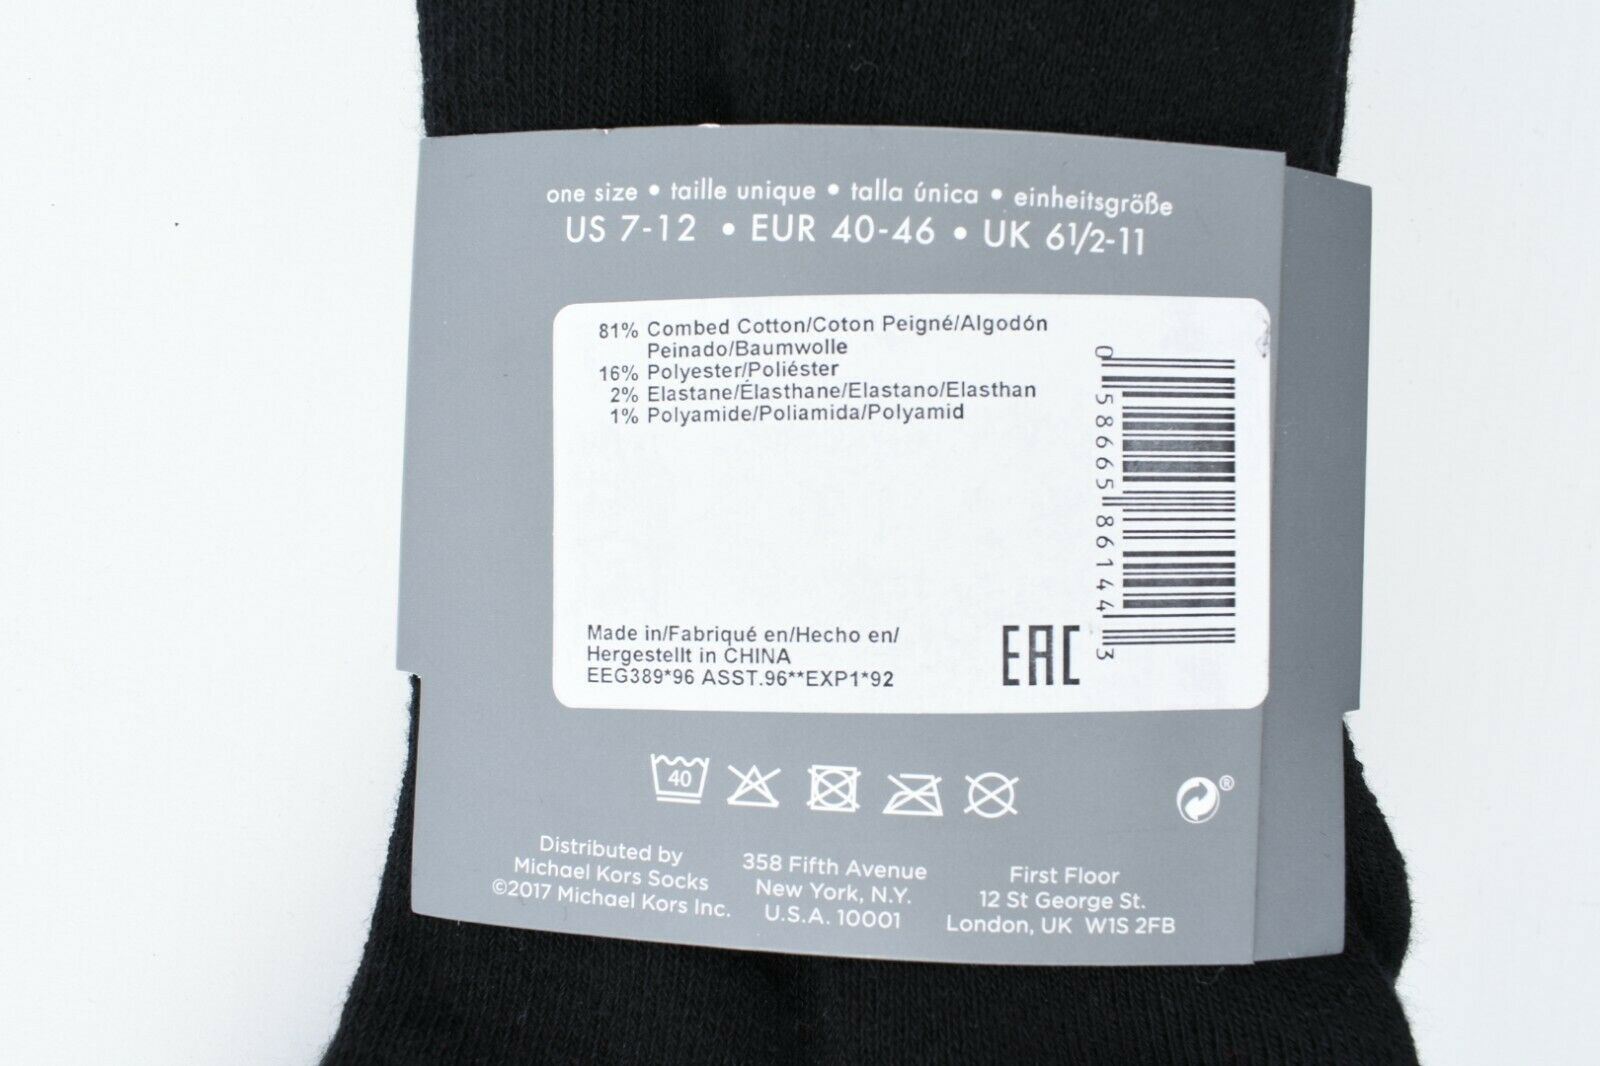 one size • taille unique • talla única • einheitsgröße
US 7-12 • EUR 40-46 • UK 6½-11
81% Combed Cotton/Coton Peigné/Algodón
Peinado/Baumwolle
16% Polyester/Poliéster
2% Elastane/Élasthane/Elastano/Elasthan
1% Polyamide/Poliamida/Polyamid
0 58665 86144 3
Made in/Fabriqué en/Hecho en/
Hergestellt in CHINA
EEG389*96 ASST.96**EXP1*92
EAC
40
®
Distributed by
Michael Kors Socks
©2017 Michael Kors Inc.
358 Fifth Avenue
New York, N.Y.
U.S.A. 10001
First Floor
12 St George St.
London, UK W1S 2FB